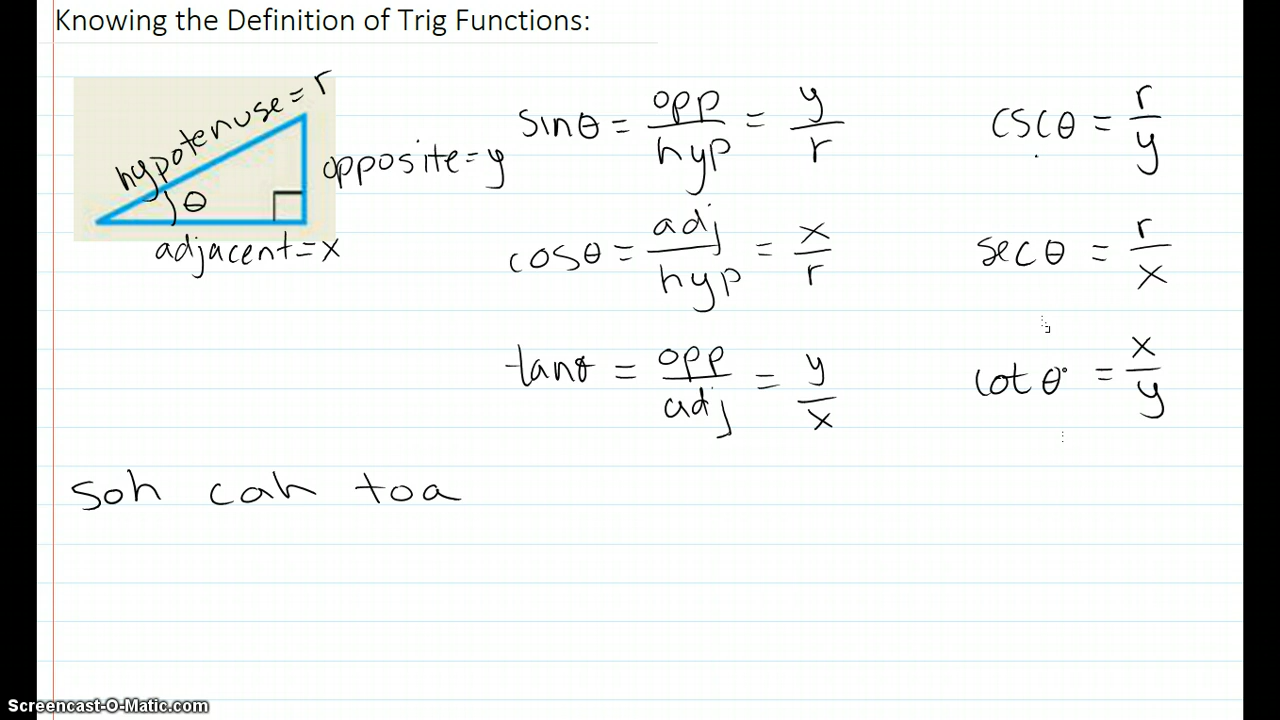 Knowing the Definition of Trig Functions:
hypotenuse = r
opposite = y
θ
adjacent = x
sinθ = opp/hyp = y/r
cscθ = r/y
cosθ = adj/hyp = x/r
secθ = r/x
tanθ = opp/adj = y/x
cotθ = x/y
soh cah toa
Screencast-O-Matic.com